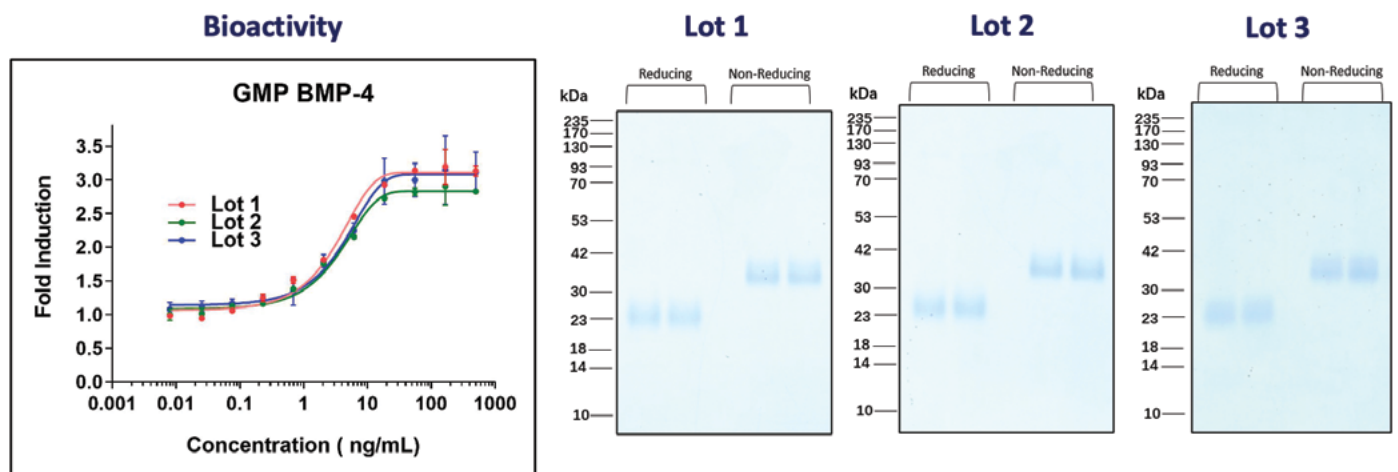 Bioactivity
GMP BMP-4
Fold Induction
3.5
3.0
2.5
2.0
1.5
1.0
0.5
0.0
Lot 1
Lot 2
Lot 3
0.001 0.01 0.1 1 10 100 1000
Concentration ( ng/mL)
Lot 1
Reducing Non-Reducing
kDa
235
170
130
93
70
53
42
30
23
18
14
10
Lot 2
Reducing Non-Reducing
kDa
235
170
130
93
70
53
42
30
23
18
14
10
Lot 3
Reducing Non-Reducing
kDa
235
170
130
93
70
53
42
30
23
18
14
10